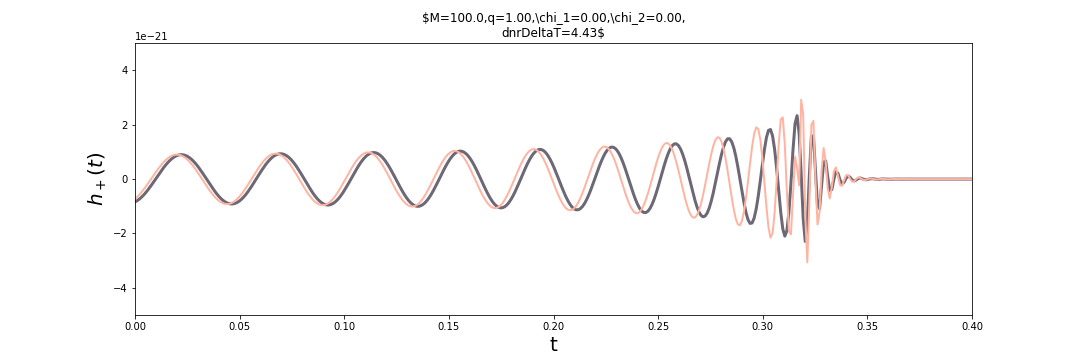 $M=100.0,q=1.00,\chi_1=0.00,\chi_2=0.00,
dnrDeltaT=4.43$
1e−21
4
2
0
−2
−4
h₊(t)
0.00 0.05 0.10 0.15 0.20 0.25 0.30 0.35 0.40
t